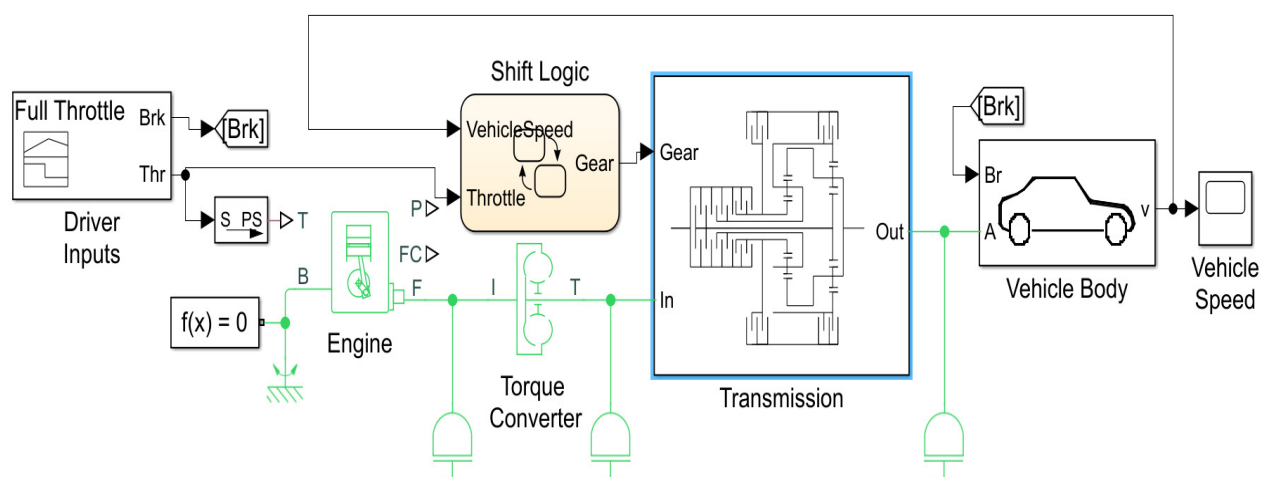 Shift Logic
Full Throttle
Brk
Thr
[Brk]
Driver
Inputs
S PS
T
VehicleSpeed
Throttle
Gear
P
FC
B
F
Engine
f(x) = 0
I
T
Torque
Converter
Gear
In
Out
Transmission
[Brk]
Br
A
v
Vehicle Body
Vehicle
Speed